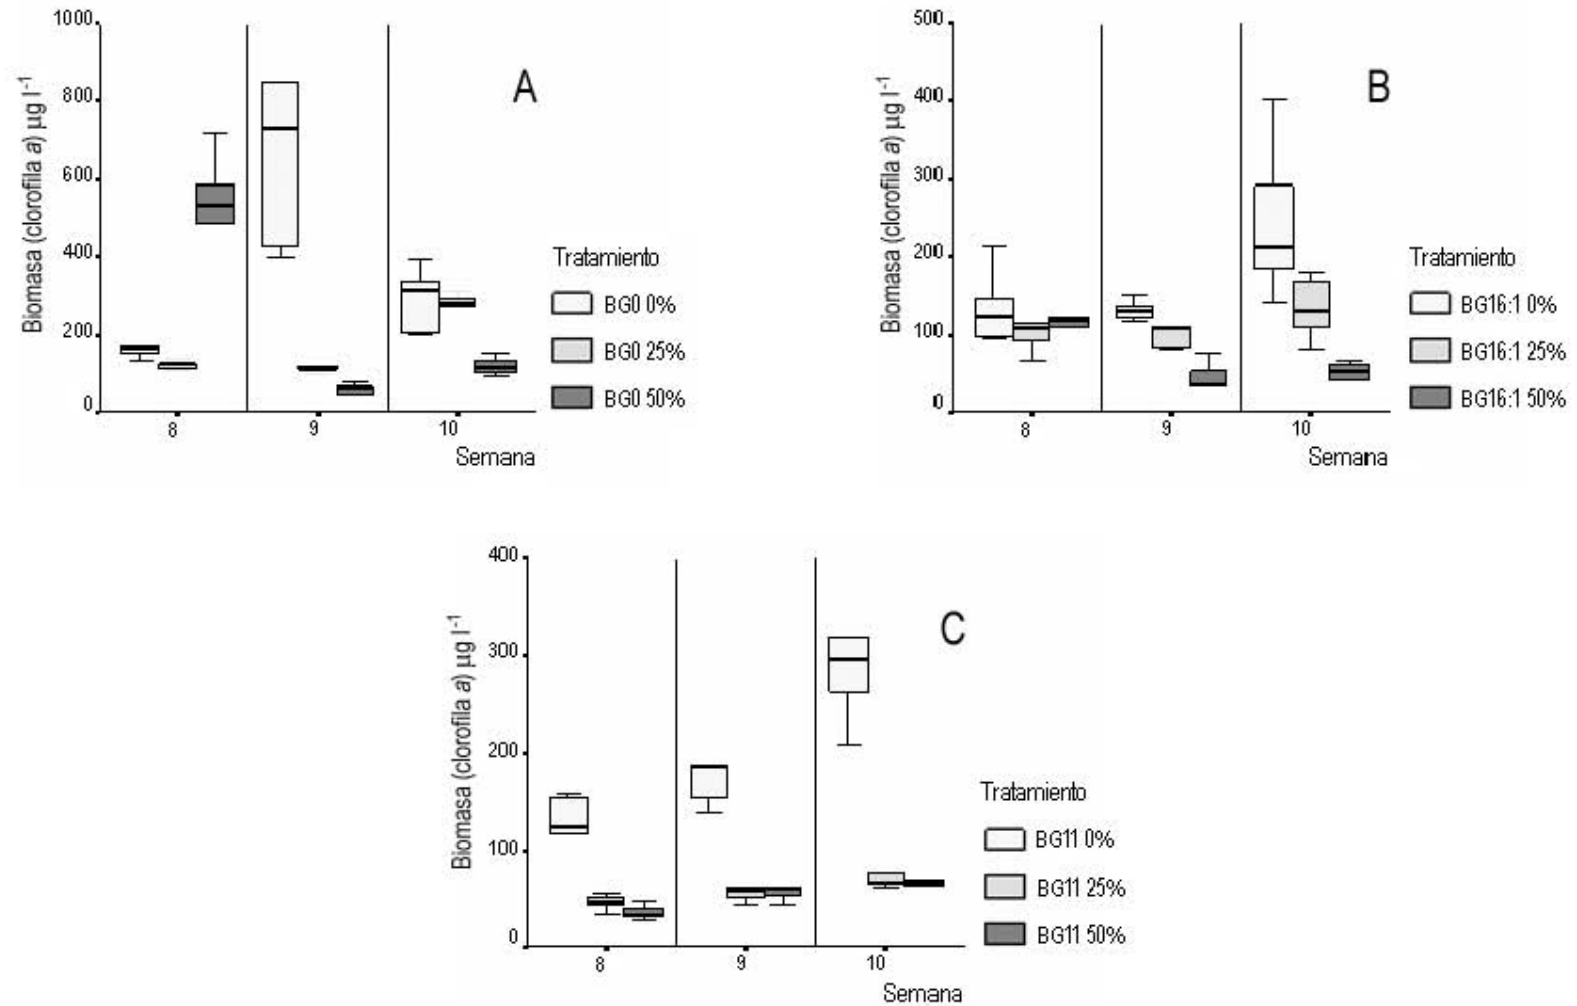 1000
800
600
400
200
0
Biomasa (clorofila a) µg l⁻¹
A
Tratamiento
BG0 0%
BG0 25%
BG0 50%
8 9 10
Semana
500
400
300
200
100
0
Biomasa (clorofila a) µg l⁻¹
B
Tratamiento
BG16:1 0%
BG16:1 25%
BG16:1 50%
8 9 10
Semana
400
300
200
100
0
Biomasa (clorofila a) µg l⁻¹
C
Tratamiento
BG11 0%
BG11 25%
BG11 50%
8 9 10
Semana